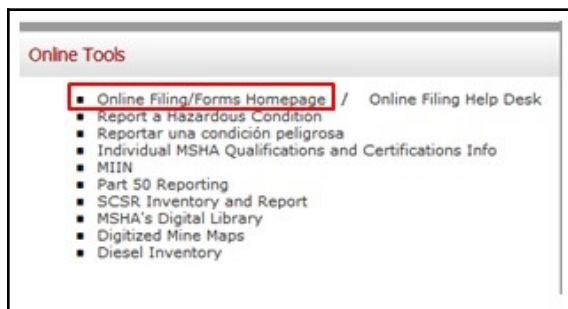 Online Tools
Online Filing/Forms Homepage / Online Filing Help Desk
Report a Hazardous Condition
Reportar una condición peligrosa
Individual MSHA Qualifications and Certifications Info
MIIN
Part 50 Reporting
SCSR Inventory and Report
MSHA's Digital Library
Digitized Mine Maps
Diesel Inventory